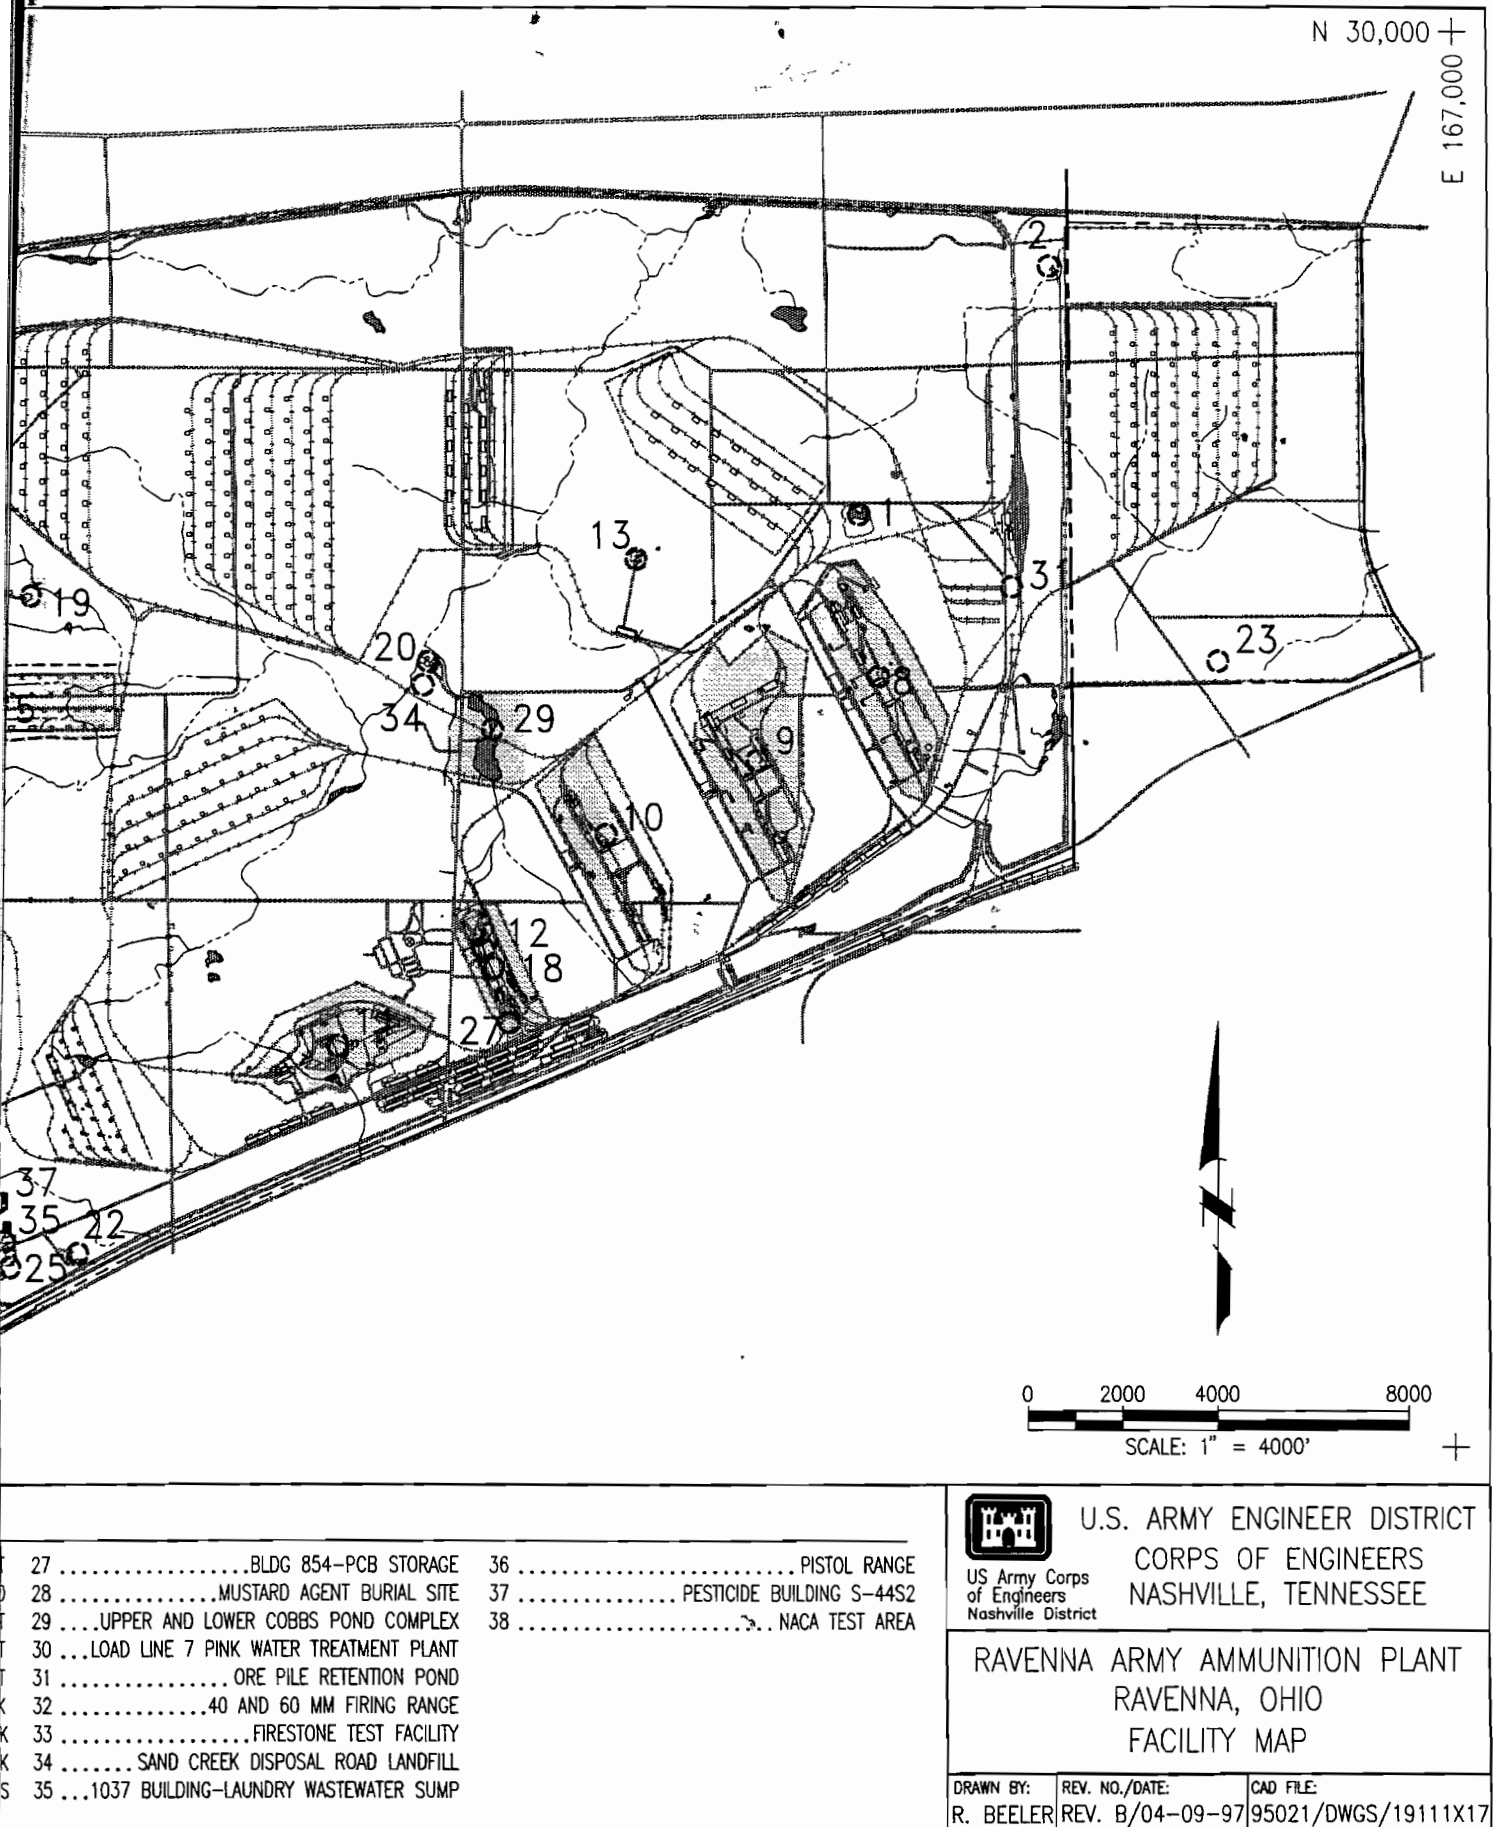 N 30,000
E 167,000
2
13
1
3
19
20
23
34
29
8
5
9
10
12
18
27
37
35
22
25
0 2000 4000 8000
SCALE: 1" = 4000'
27 ..................BLDG 854-PCB STORAGE
28 ..............MUSTARD AGENT BURIAL SITE
29 ....UPPER AND LOWER COBBS POND COMPLEX
30 ...LOAD LINE 7 PINK WATER TREATMENT PLANT
31 ................ORE PILE RETENTION POND
32 ..............40 AND 60 MM FIRING RANGE
33 ..................FIRESTONE TEST FACILITY
34 .......SAND CREEK DISPOSAL ROAD LANDFILL
35 ...1037 BUILDING-LAUNDRY WASTEWATER SUMP
36 ...........................PISTOL RANGE
37 ...............PESTICIDE BUILDING S-44S2
38 .........................NACA TEST AREA
US Army Corps
of Engineers
Nashville District
U.S. ARMY ENGINEER DISTRICT
CORPS OF ENGINEERS
NASHVILLE, TENNESSEE
RAVENNA ARMY AMMUNITION PLANT
RAVENNA, OHIO
FACILITY MAP
DRAWN BY:
R. BEELER
REV. NO./DATE:
REV. B/04-09-97
CAD FILE:
95021/DWGS/19111X17